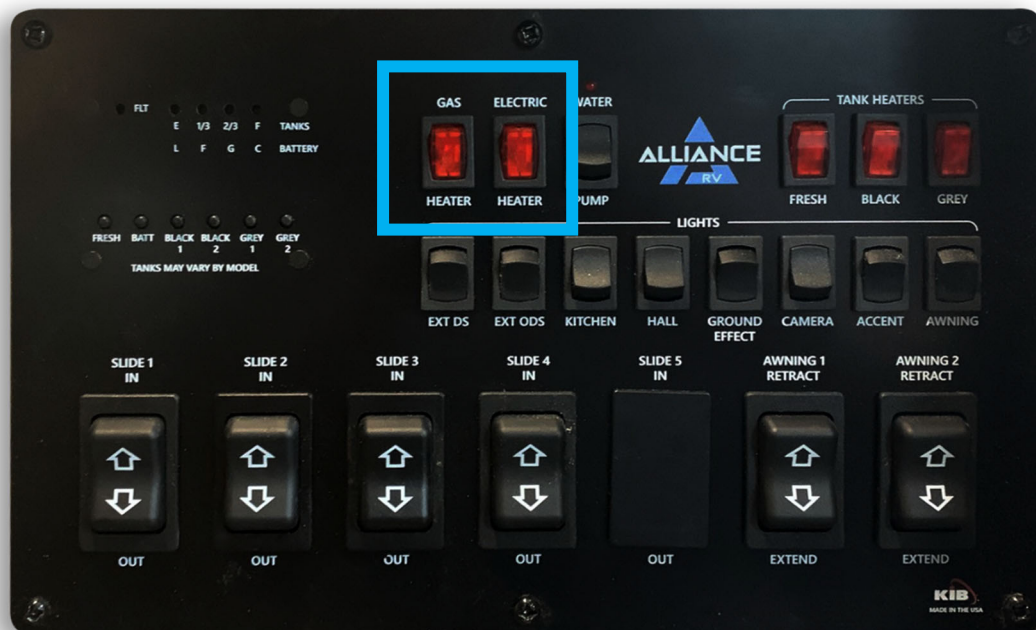 GAS ELECTRIC WATER
TANK HEATERS
FLT
E 1/3 2/3 F TANKS
L F G C BATTERY
ALLIANCE
RV
HEATER HEATER PUMP
FRESH BLACK GREY
LIGHTS
FRESH BATT BLACK 1 BLACK 2 GREY 1 GREY 2
TANKS MAY VARY BY MODEL
EXT DS EXT ODS KITCHEN HALL GROUND EFFECT CAMERA ACCENT AWNING
SLIDE 1 SLIDE 2 SLIDE 3 SLIDE 4 SLIDE 5 AWNING 1 AWNING 2
IN IN IN IN IN RETRACT RETRACT
OUT OUT OUT OUT OUT EXTEND EXTEND
KIB
MADE IN THE USA